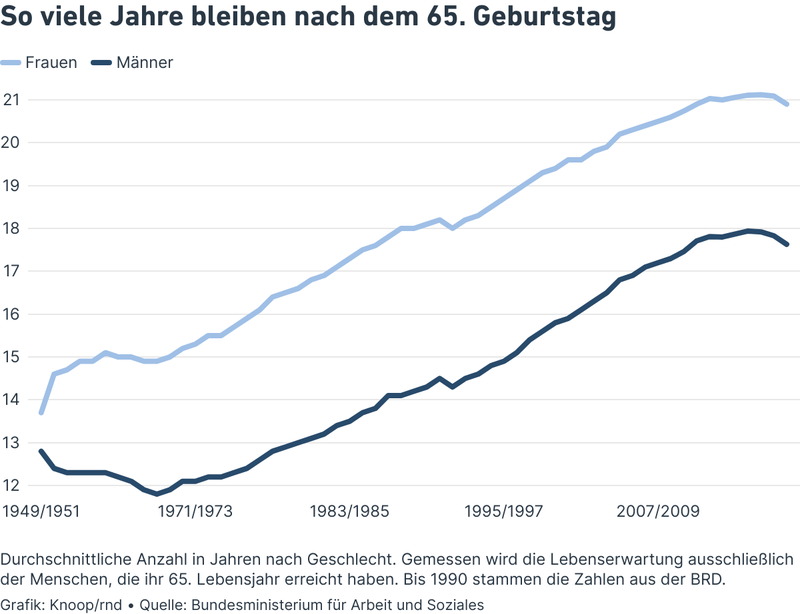 So viele Jahre bleiben nach dem 65. Geburtstag
Frauen Männer
21
20
19
18
17
16
15
14
13
12
1949/1951 1971/1973 1983/1985 1995/1997 2007/2009
Durchschnittliche Anzahl in Jahren nach Geschlecht. Gemessen wird die Lebenserwartung ausschließlich
der Menschen, die ihr 65. Lebensjahr erreicht haben. Bis 1990 stammen die Zahlen aus der BRD.
Grafik: Knoop/rnd • Quelle: Bundesministerium für Arbeit und Soziales